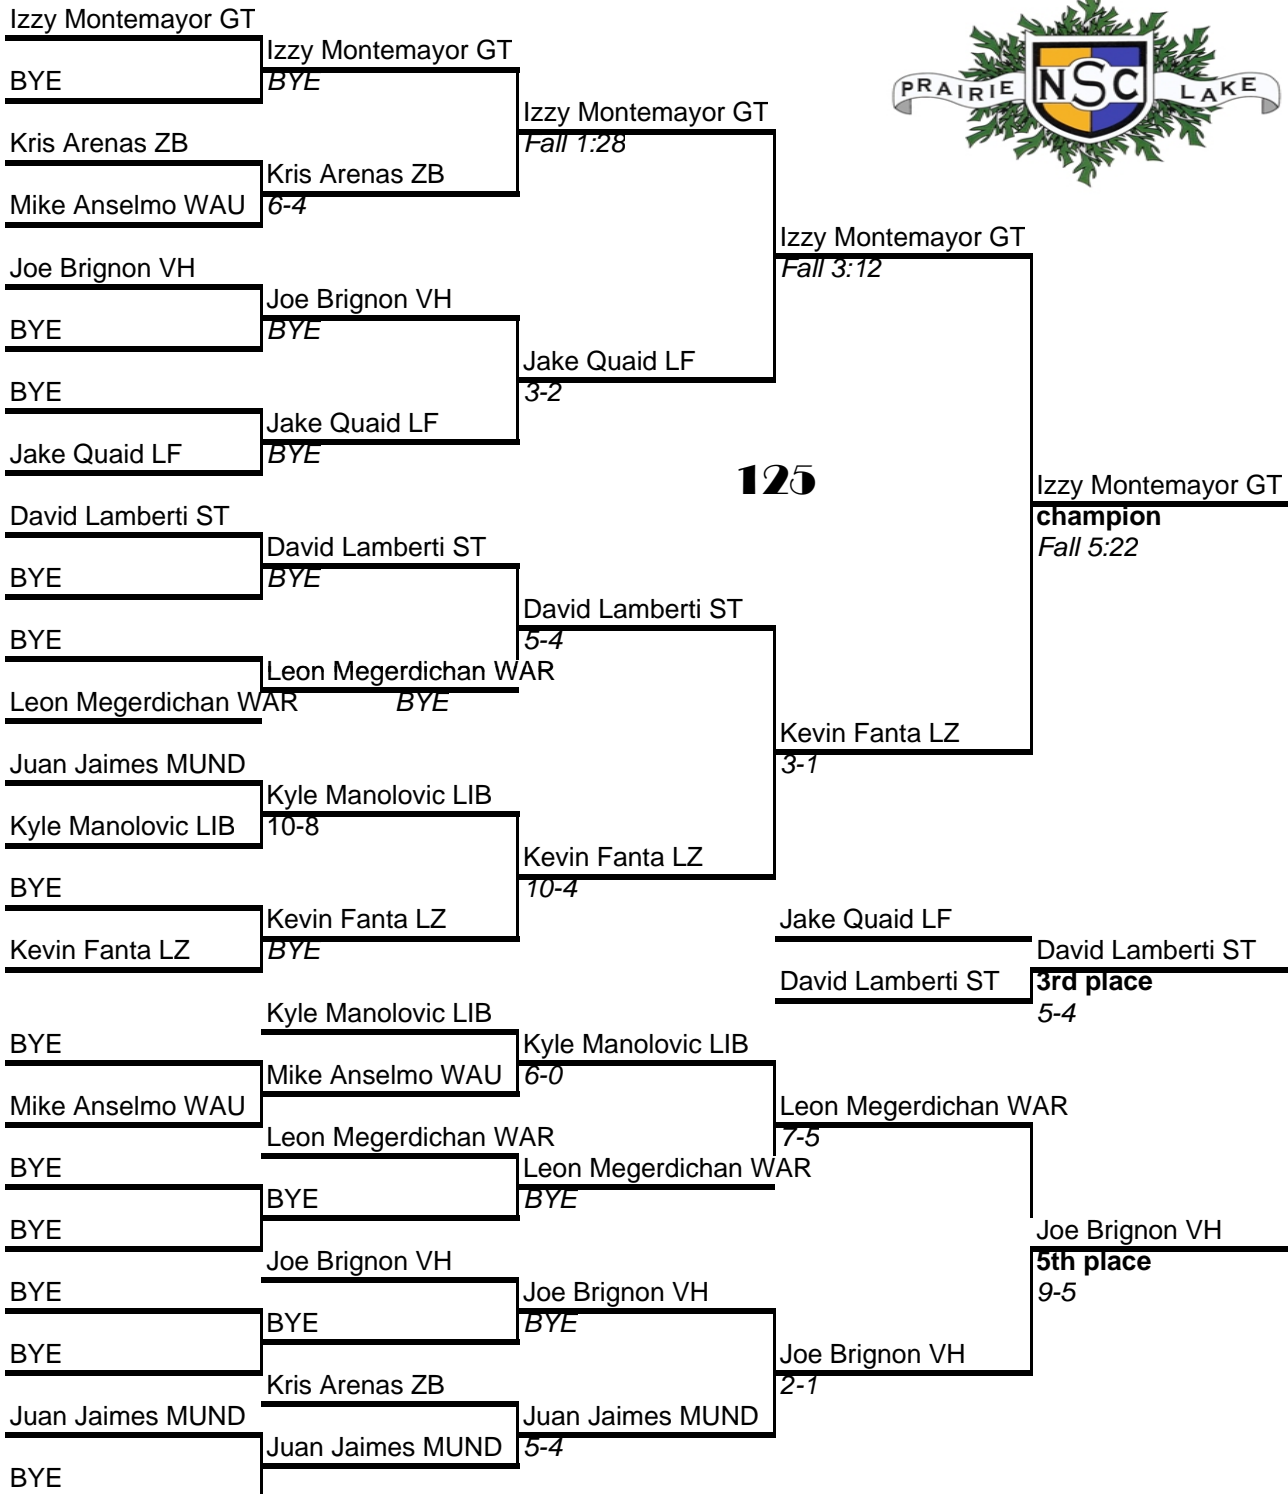 Izzy Montemayor GT
BYE
Kris Arenas ZB
Mike Anselmo WAU
Joe Brignon VH
BYE
BYE
Jake Quaid LF
David Lamberti ST
BYE
BYE
Leon Megerdichan WAR
Juan Jaimes MUND
Kyle Manolovic LIB
BYE
Kevin Fanta LZ
Izzy Montemayor GT
BYE
Kris Arenas ZB
6-4
Joe Brignon VH
BYE
Jake Quaid LF
BYE
David Lamberti ST
BYE
Leon Megerdichan WAR
BYE
Kyle Manolovic LIB
10-8
Kevin Fanta LZ
BYE
Izzy Montemayor GT
Fall 1:28
Jake Quaid LF
3-2
David Lamberti ST
5-4
Kevin Fanta LZ
10-4
PRAIRIE NSC LAKE
Izzy Montemayor GT
Fall 3:12
125
Kevin Fanta LZ
3-1
Izzy Montemayor GT
champion
Fall 5:22
Jake Quaid LF
David Lamberti ST
David Lamberti ST
3rd place
5-4
BYE
Mike Anselmo WAU
BYE
BYE
BYE
BYE
Juan Jaimes MUND
BYE
Kyle Manolovic LIB
Mike Anselmo WAU
Leon Megerdichan WAR
BYE
Joe Brignon VH
BYE
Kris Arenas ZB
Juan Jaimes MUND
Kyle Manolovic LIB
6-0
Leon Megerdichan WAR
BYE
Joe Brignon VH
BYE
Juan Jaimes MUND
5-4
Leon Megerdichan WAR
7-5
Joe Brignon VH
2-1
Joe Brignon VH
5th place
9-5